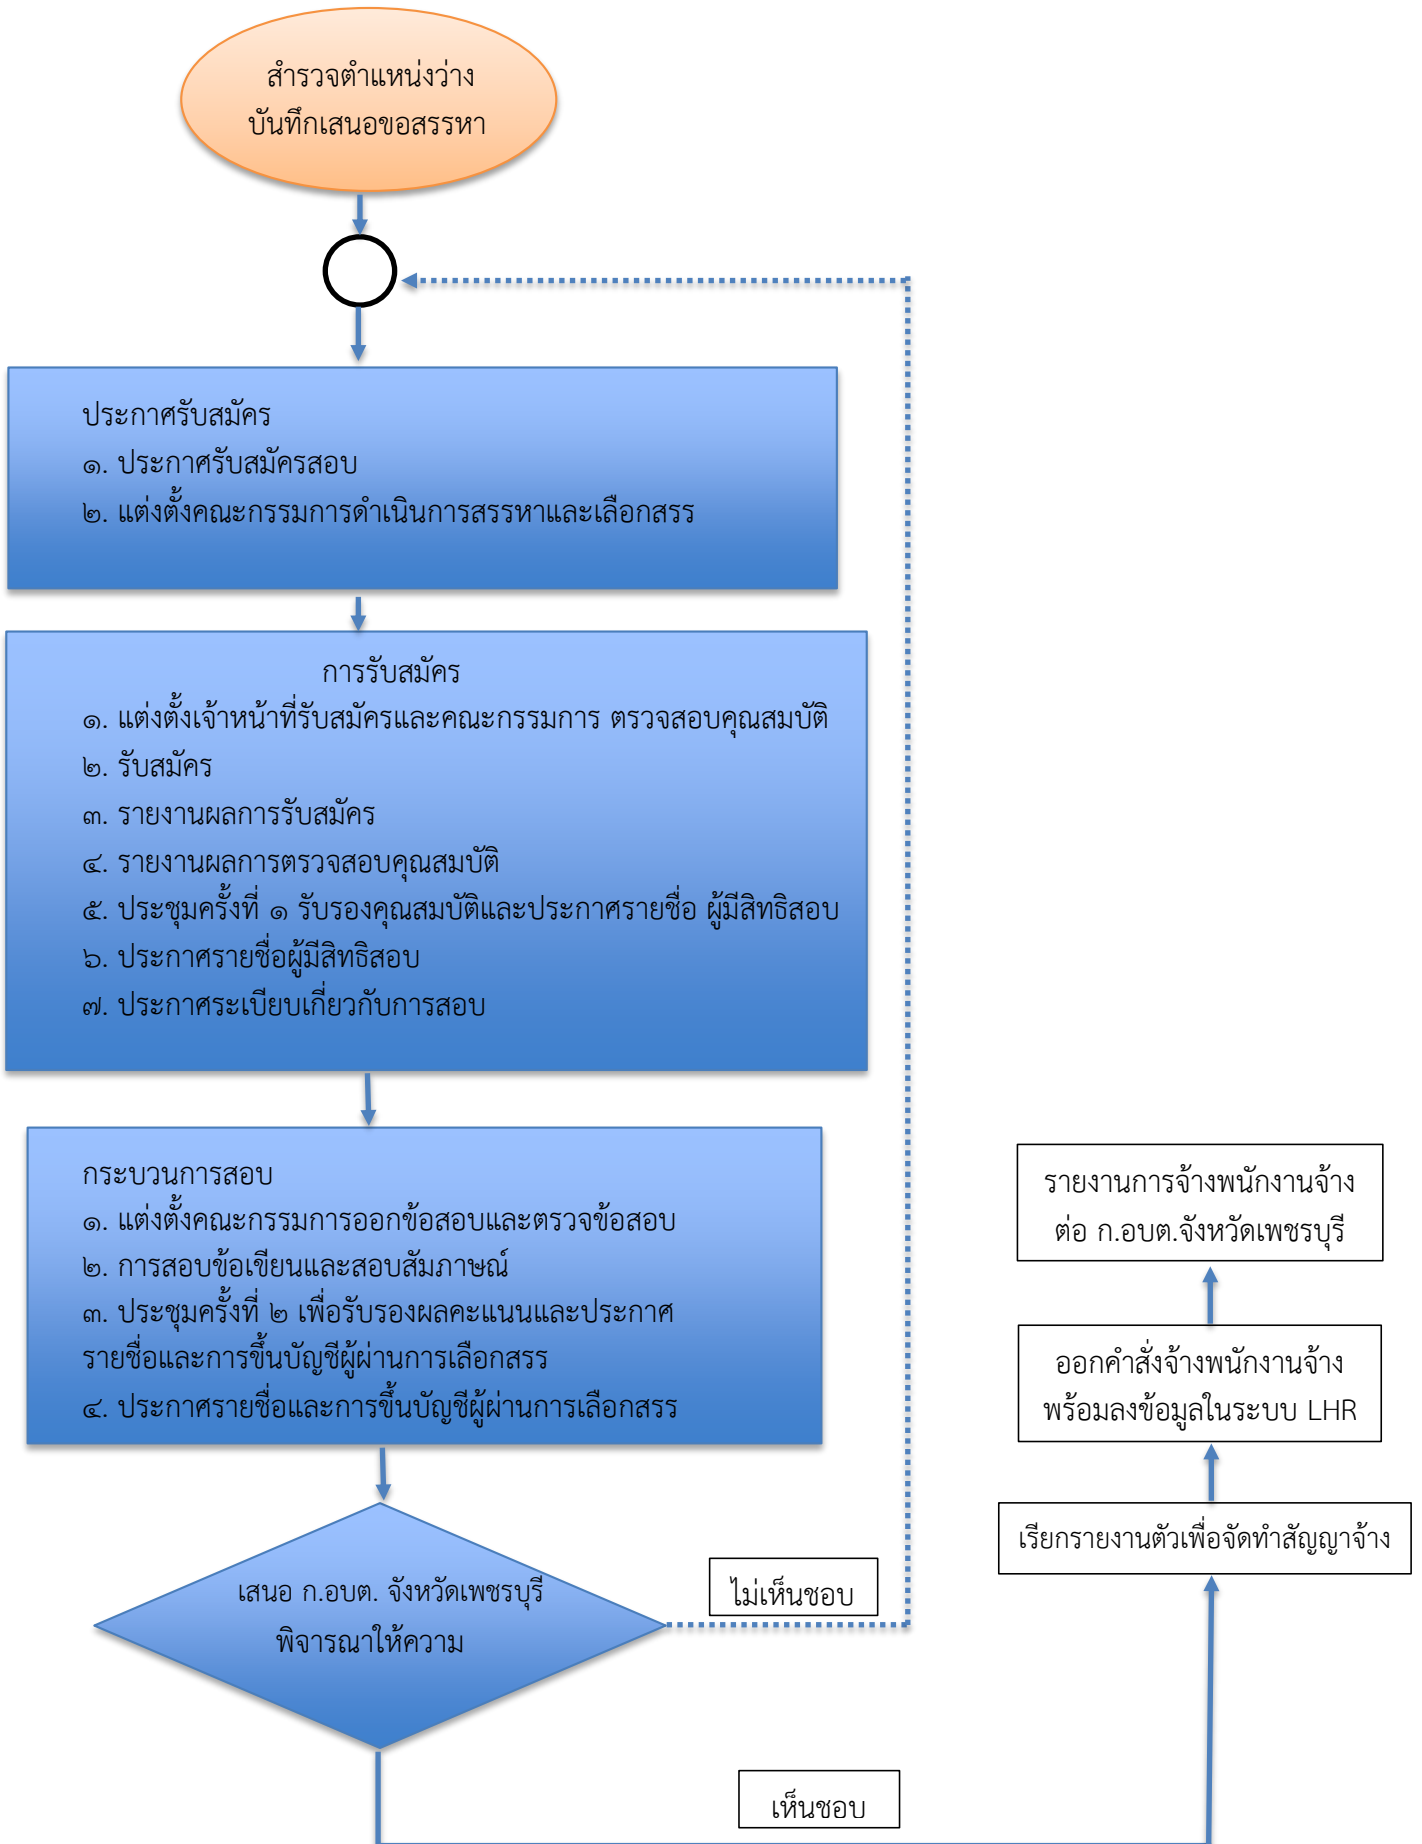 สำรวจตำแหน่งว่าง
บันทึกเสนอขอสรรหา
ประกาศรับสมัคร
๑. ประกาศรับสมัครสอบ
๒. แต่งตั้งคณะกรรมการดำเนินการสรรหาและเลือกสรร
การรับสมัคร
๑. แต่งตั้งเจ้าหน้าที่รับสมัครและคณะกรรมการ ตรวจสอบคุณสมบัติ
๒. รับสมัคร
๓. รายงานผลการรับสมัคร
๔. รายงานผลการตรวจสอบคุณสมบัติ
๕. ประชุมครั้งที่ ๑ รับรองคุณสมบัติและประกาศรายชื่อ ผู้มีสิทธิสอบ
๖. ประกาศรายชื่อผู้มีสิทธิสอบ
๗. ประกาศระเบียบเกี่ยวกับการสอบ
กระบวนการสอบ
๑. แต่งตั้งคณะกรรมการออกข้อสอบและตรวจข้อสอบ
๒. การสอบข้อเขียนและสอบสัมภาษณ์
๓. ประชุมครั้งที่ ๒ เพื่อรับรองผลคะแนนและประกาศ
รายชื่อและการขึ้นบัญชีผู้ผ่านการเลือกสรร
๔. ประกาศรายชื่อและการขึ้นบัญชีผู้ผ่านการเลือกสรร
เสนอ ก.อบต. จังหวัดเพชรบุรี
พิจารณาให้ความ
ไม่เห็นชอบ
เห็นชอบ
เรียกรายงานตัวเพื่อจัดทำสัญญาจ้าง
ออกคำสั่งจ้างพนักงานจ้าง
พร้อมลงข้อมูลในระบบ LHR
รายงานการจ้างพนักงานจ้าง
ต่อ ก.อบต.จังหวัดเพชรบุรี